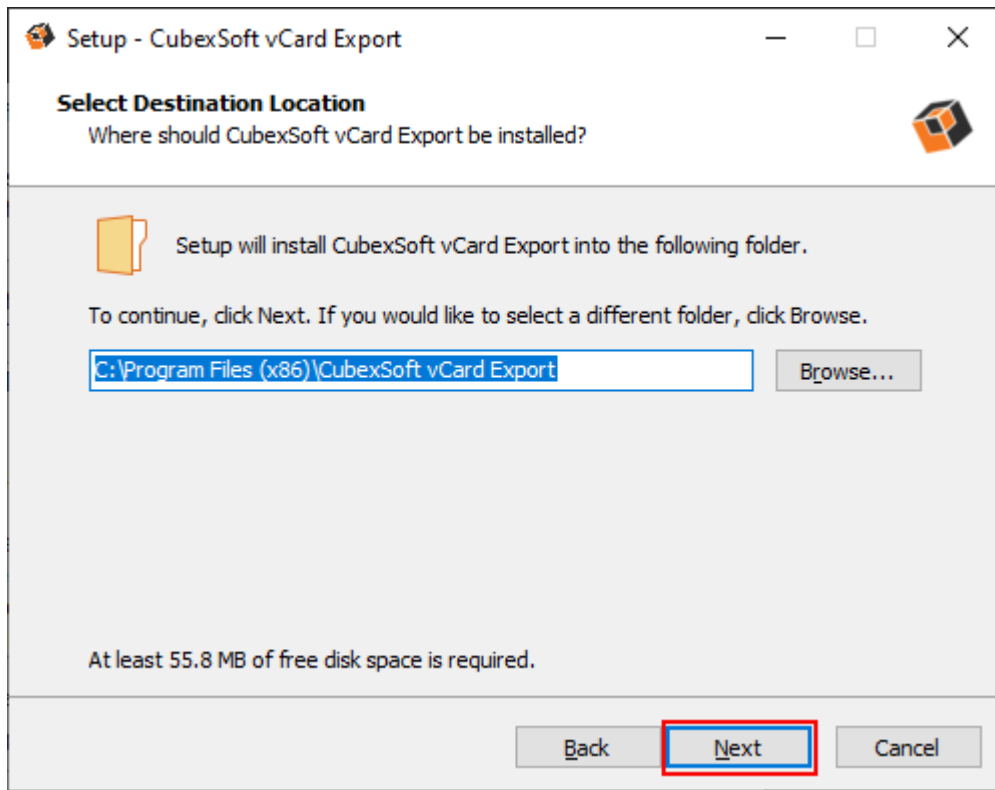 Setup - CubexSoft vCard Export
Select Destination Location
Where should CubexSoft vCard Export be installed?
Setup will install CubexSoft vCard Export into the following folder.
To continue, click Next. If you would like to select a different folder, click Browse.
C:\Program Files (x86)\CubexSoft vCard Export
Browse...
At least 55.8 MB of free disk space is required.
Back Next Cancel